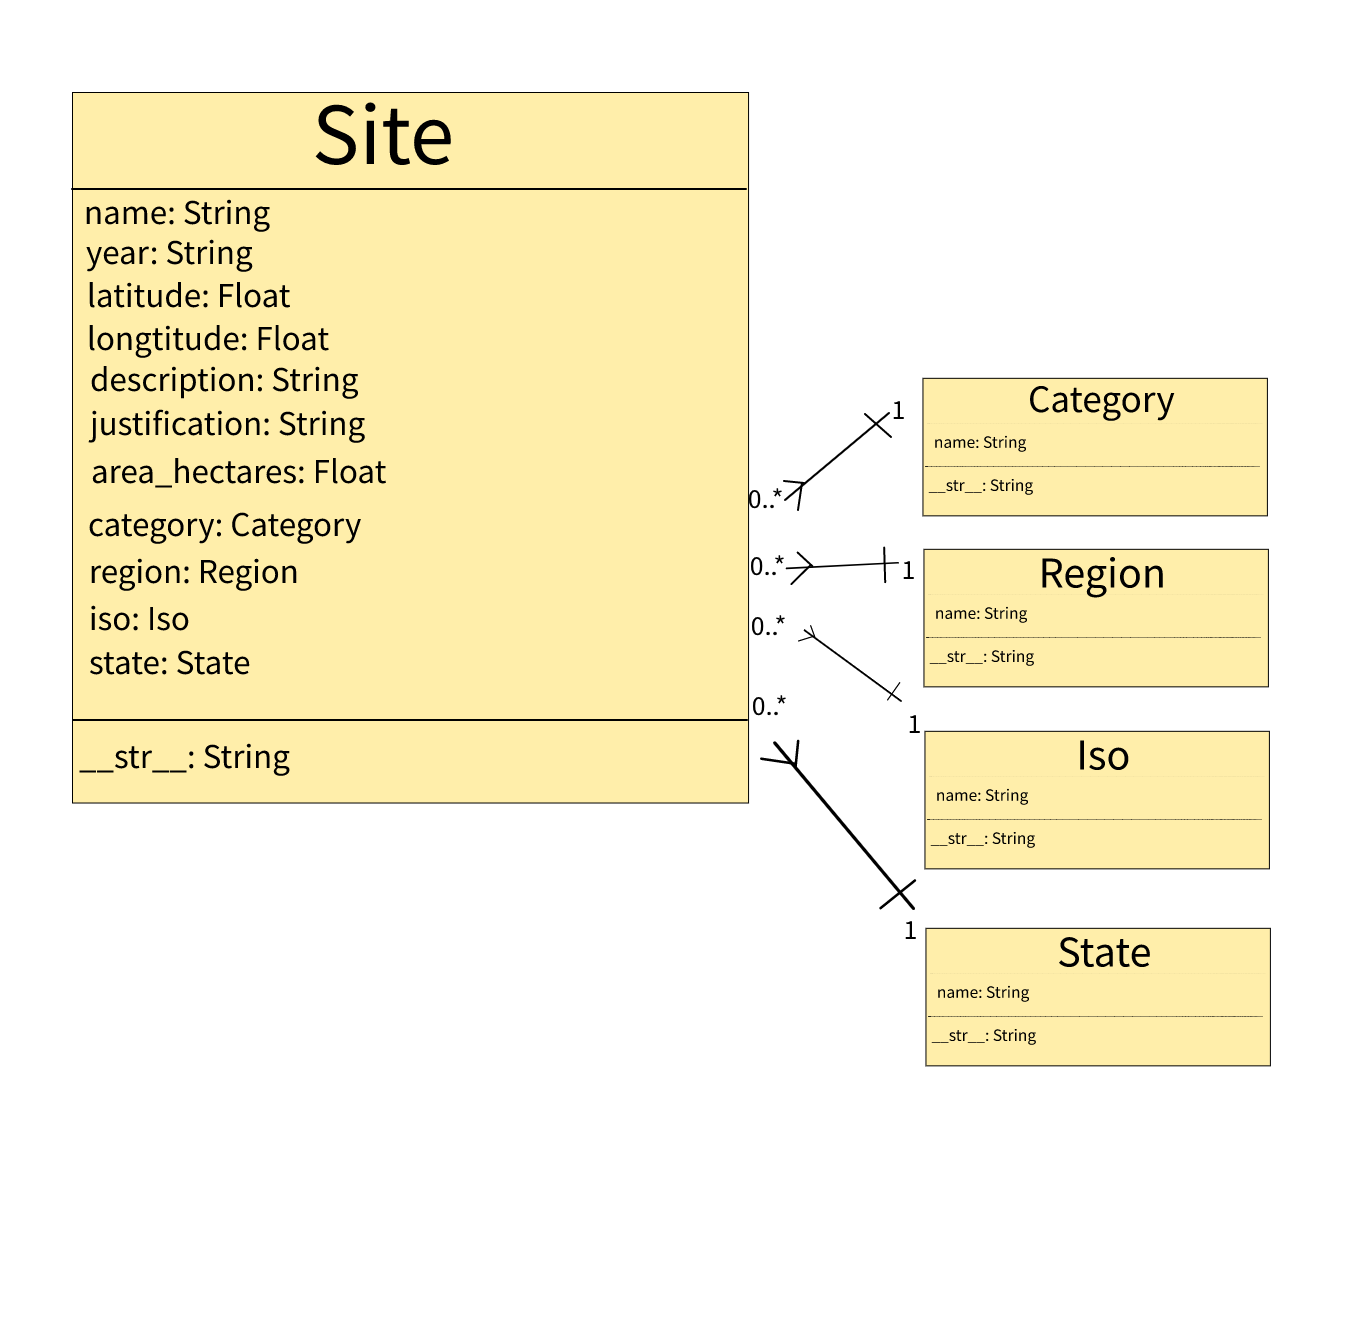 Site
name: String
year: String
latitude: Float
longtitude: Float
description: String
justification: String
area_hectares: Float
category: Category
region: Region
iso: Iso
state: State
__str__: String
0..*
1
0..*
1
0..*
1
0..*
1
Category
name: String
__str__: String
Region
name: String
__str__: String
Iso
name: String
__str__: String
State
name: String
__str__: String